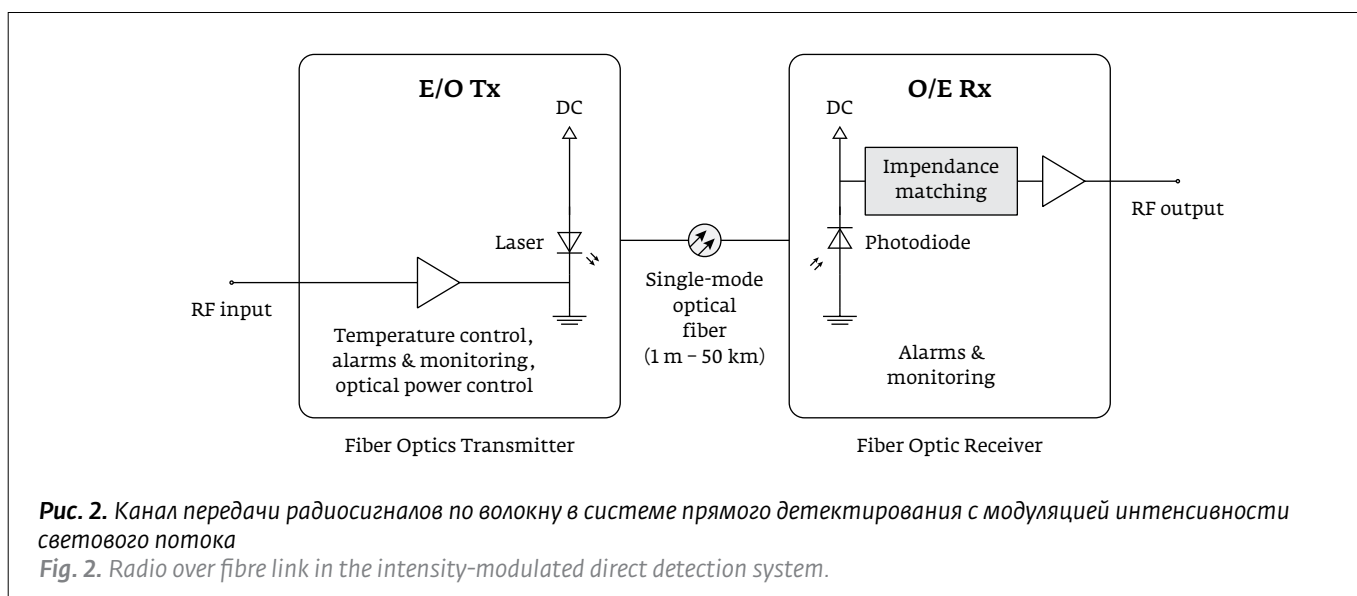 E/O Tx
DC
Laser
RF input
Temperature control,
alarms & monitoring,
optical power control
Fiber Optics Transmitter
Single-mode
optical
fiber
(1 m – 50 km)
O/E Rx
DC
Impendance
matching
RF output
Photodiode
Alarms &
monitoring
Fiber Optic Receiver
Рис. 2. Канал передачи радиосигналов по волокну в системе прямого детектирования с модуляцией интенсивности
светового потока
Fig. 2. Radio over fibre link in the intensity-modulated direct detection system.